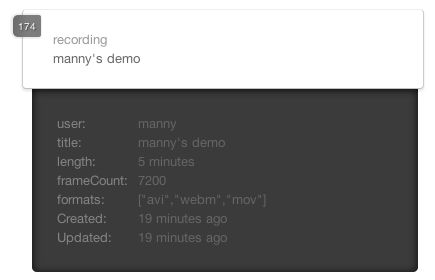 174
recording
manny's demo
user: manny
title: manny's demo
length: 5 minutes
frameCount: 7200
formats: ["avi","webm","mov"]
Created: 19 minutes ago
Updated: 19 minutes ago